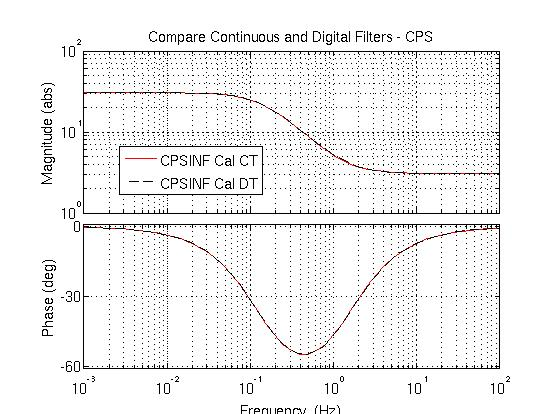 Compare Continuous and Digital Filters - CPS
Magnitude (abs)
10²
10¹
10⁰
CPSINF Cal CT
CPSINF Cal DT
Phase (deg)
0
-30
-60
10⁻³ 10⁻² 10⁻¹ 10⁰ 10¹ 10²
Frequency (Hz)